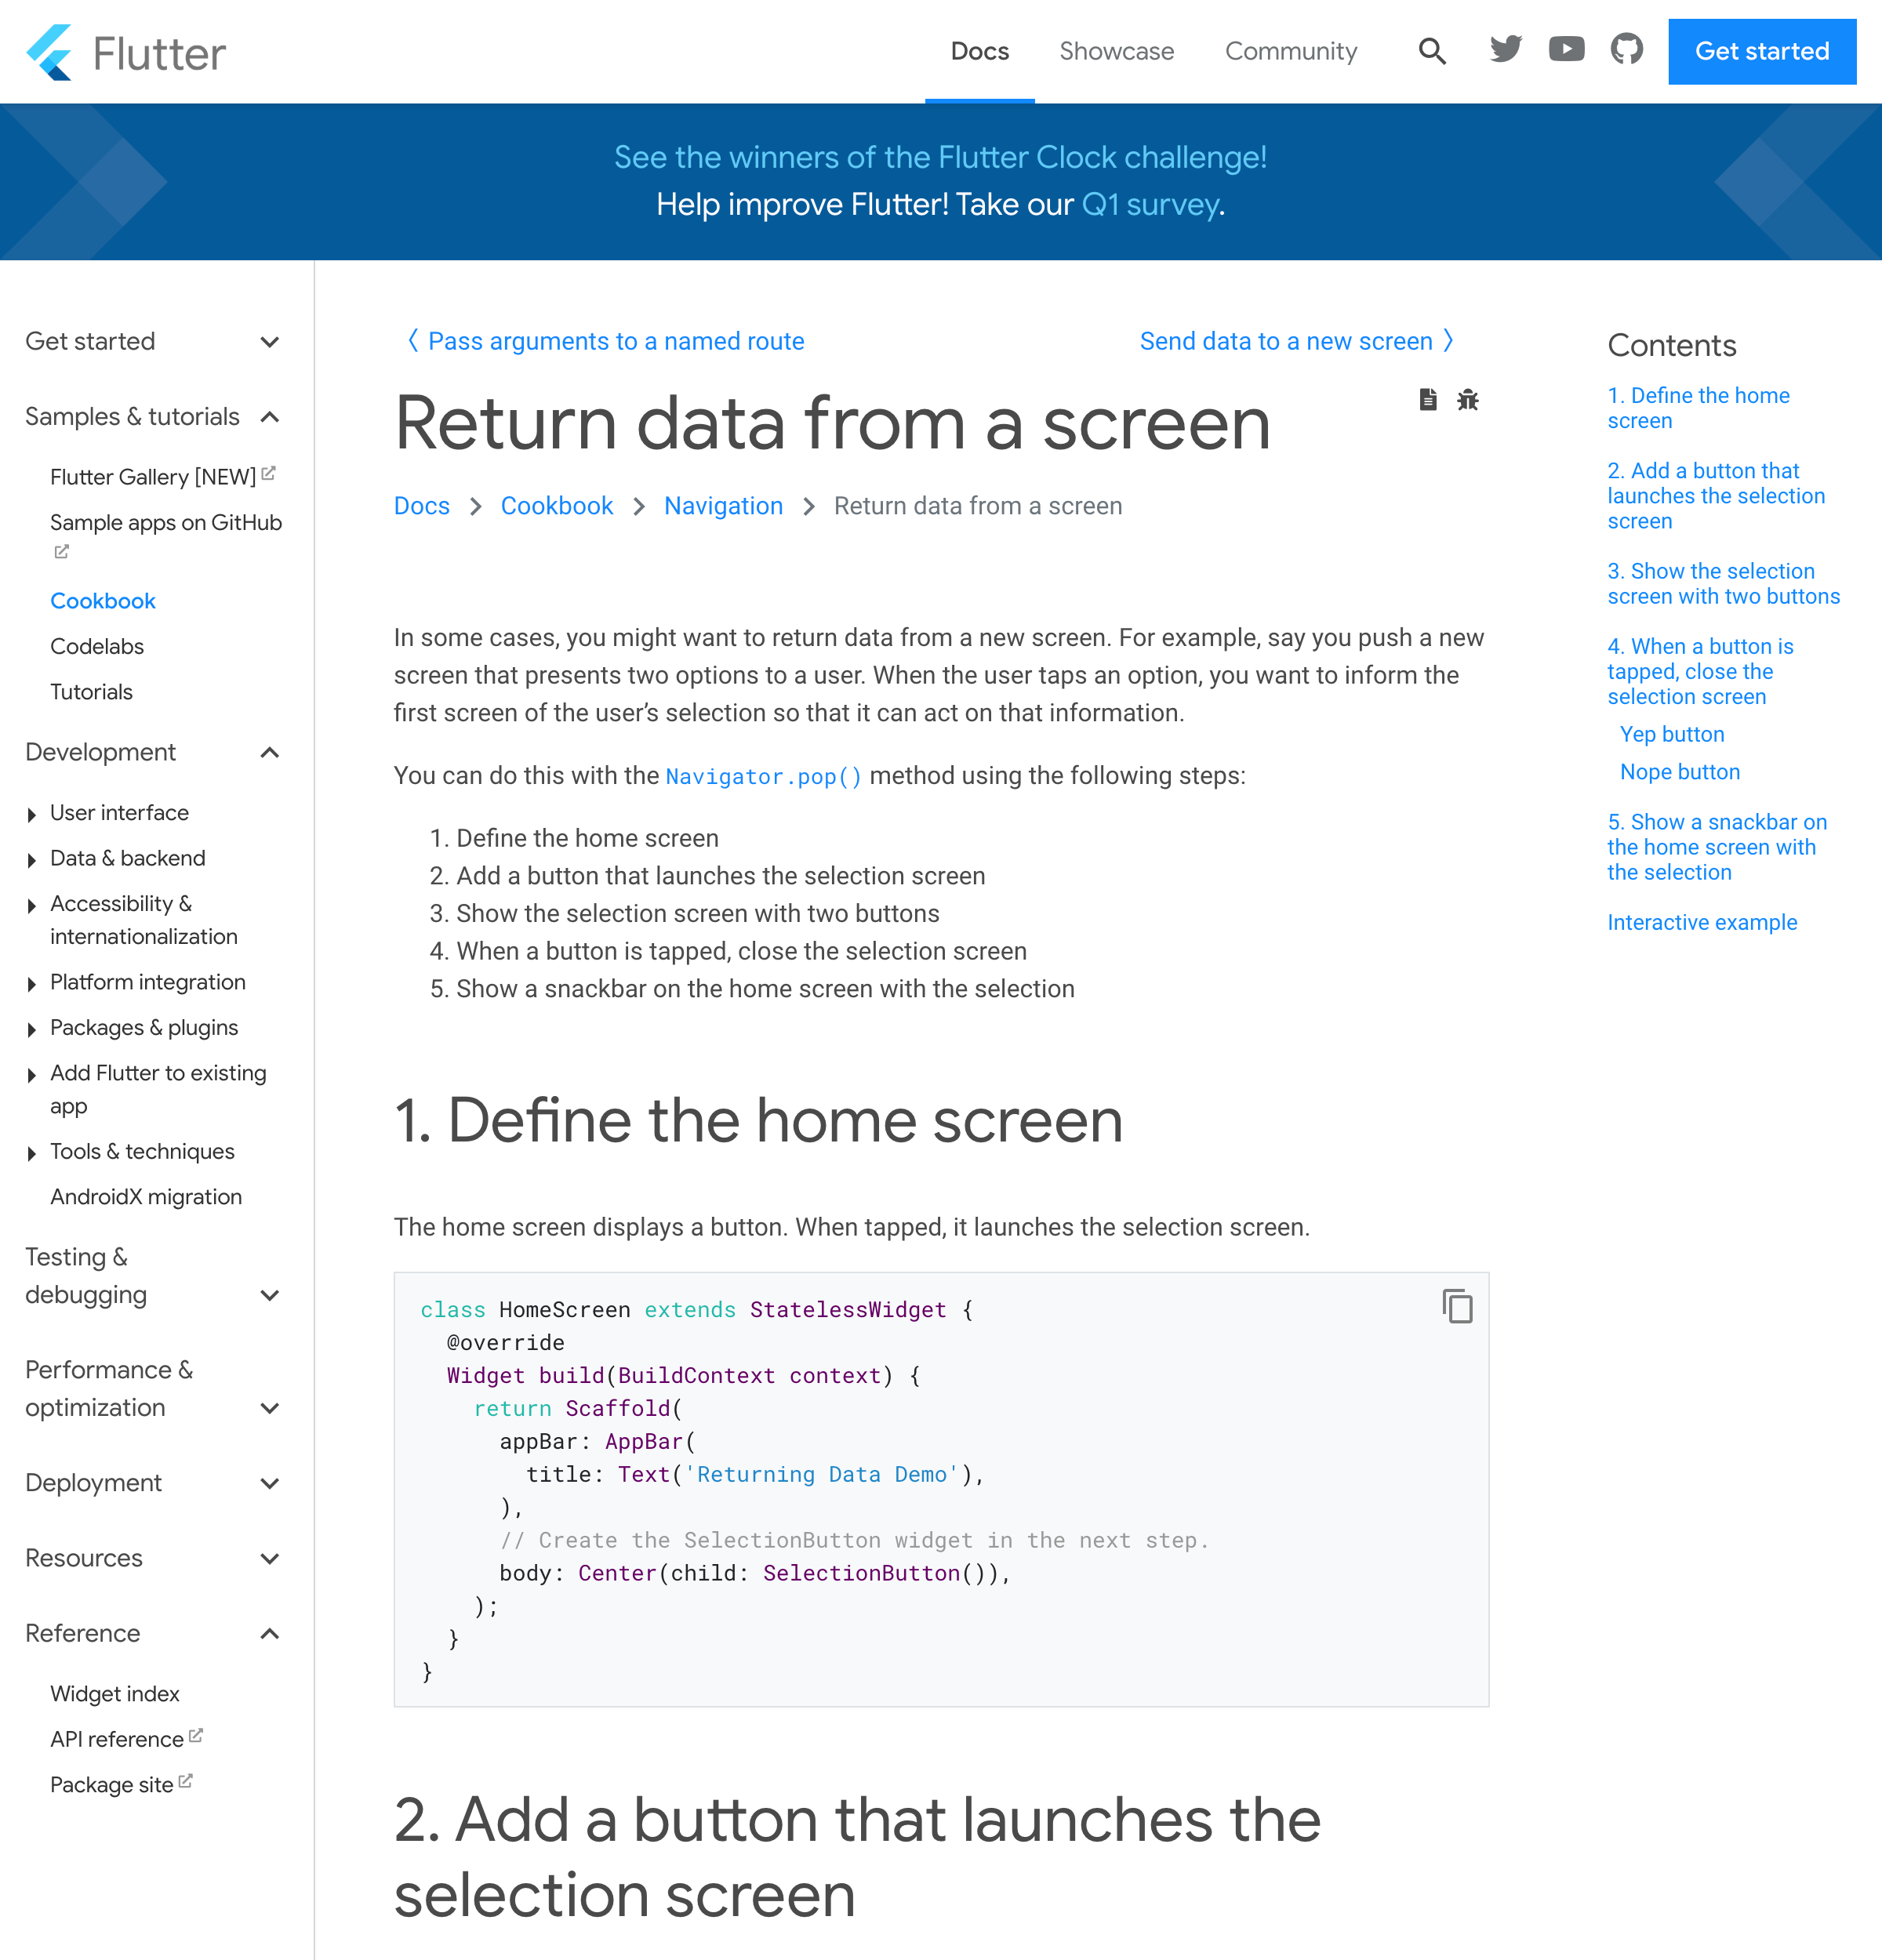 Flutter
Docs
Showcase
Community
Get started
See the winners of the Flutter Clock challenge!
Help improve Flutter! Take our Q1 survey.
Get started
Samples & tutorials
Flutter Gallery [NEW]
Sample apps on GitHub
Cookbook
Codelabs
Tutorials
Development
User interface
Data & backend
Accessibility &
internationalization
Platform integration
Packages & plugins
Add Flutter to existing
app
Tools & techniques
AndroidX migration
Testing &
debugging
Performance &
optimization
Deployment
Resources
Reference
Widget index
API reference
Package site
〈 Pass arguments to a named route
Send data to a new screen 〉
Return data from a screen
Docs > Cookbook > Navigation > Return data from a screen
In some cases, you might want to return data from a new screen. For example, say you push a new
screen that presents two options to a user. When the user taps an option, you want to inform the
first screen of the user’s selection so that it can act on that information.
You can do this with the Navigator.pop() method using the following steps:
1. Define the home screen
2. Add a button that launches the selection screen
3. Show the selection screen with two buttons
4. When a button is tapped, close the selection screen
5. Show a snackbar on the home screen with the selection
1. Define the home screen
The home screen displays a button. When tapped, it launches the selection screen.
class HomeScreen extends StatelessWidget {
  @override
  Widget build(BuildContext context) {
    return Scaffold(
      appBar: AppBar(
        title: Text('Returning Data Demo'),
      ),
      // Create the SelectionButton widget in the next step.
      body: Center(child: SelectionButton()),
    );
  }
}
2. Add a button that launches the
selection screen
Contents
1. Define the home
screen
2. Add a button that
launches the selection
screen
3. Show the selection
screen with two buttons
4. When a button is
tapped, close the
selection screen
Yep button
Nope button
5. Show a snackbar on
the home screen with
the selection
Interactive example